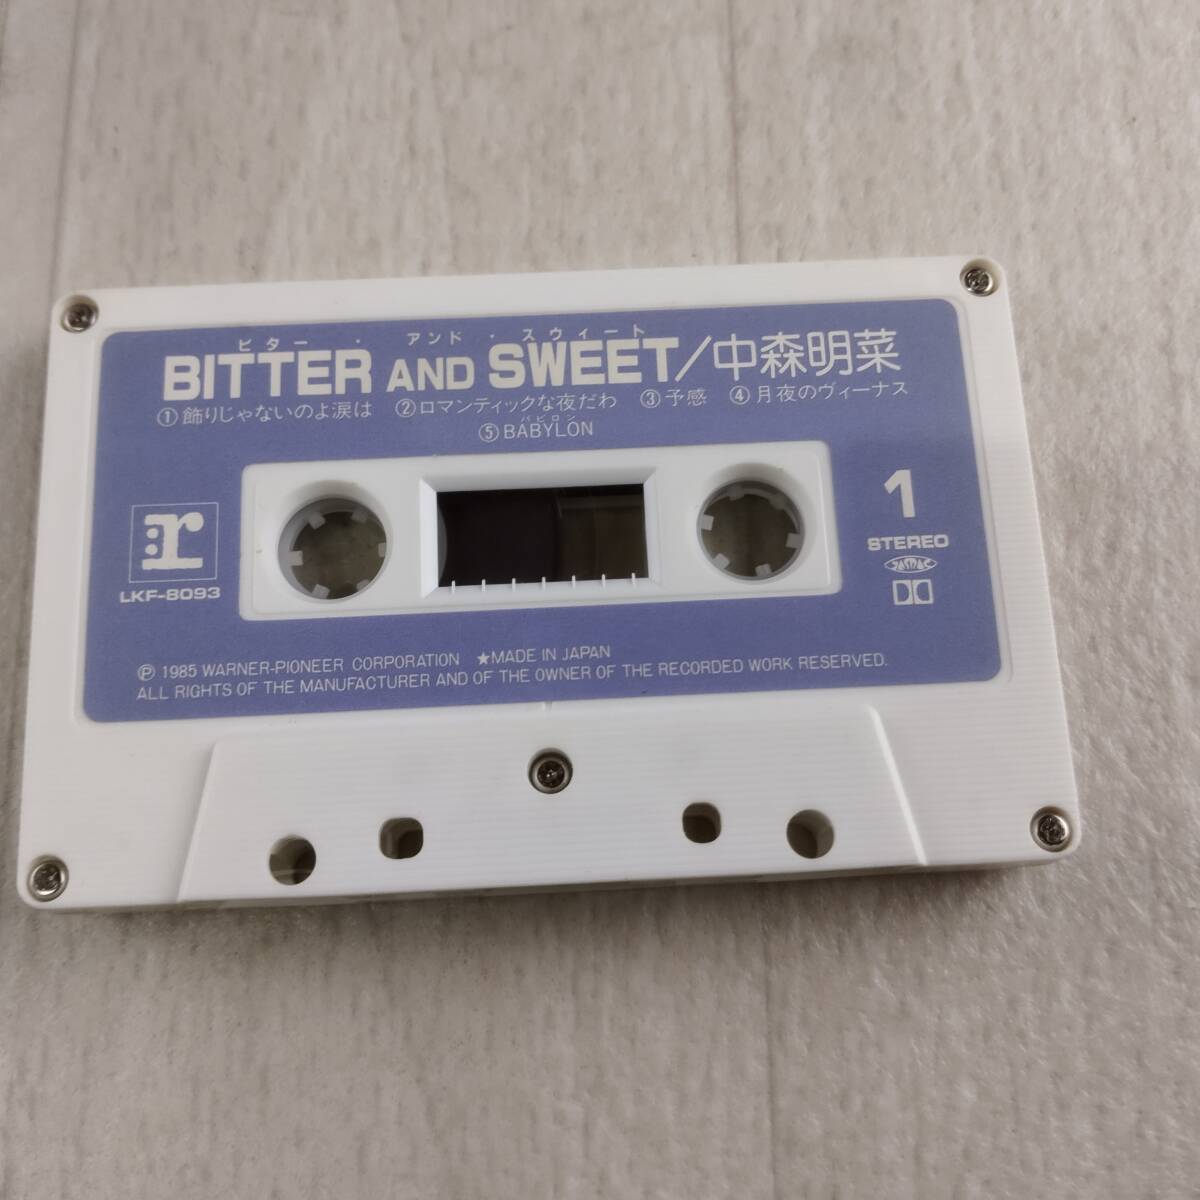 ビター・アンド・スウィート
BITTER AND SWEET/中森明菜
①飾りじゃないのよ涙は ②ロマンティックな夜だわ ③予感 ④月夜のヴィーナス
バビロン
⑤BABYLON
r
LKF-8093
1
STEREO
JASRAC
Ⓟ 1985 WARNER-PIONEER CORPORATION ★MADE IN JAPAN
ALL RIGHTS OF THE MANUFACTURER AND OF THE OWNER OF THE RECORDED WORK RESERVED.